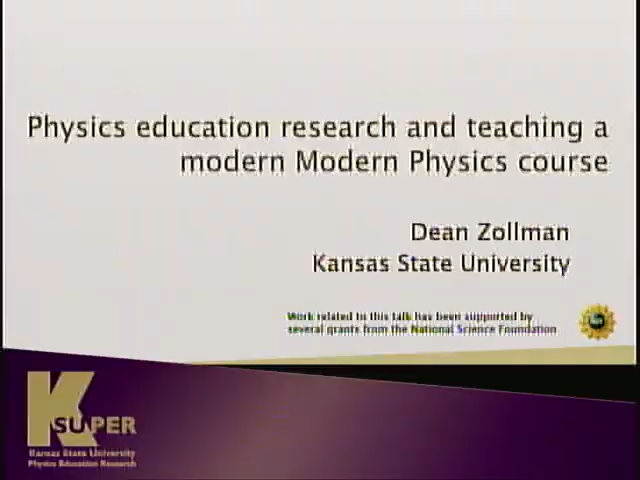 Physics education research and teaching a
modern Modern Physics course
Dean Zollman
Kansas State University
Work related to this talk has been supported by
several grants from the National Science Foundation
K SUPER
Kansas State University
Physics Education Research